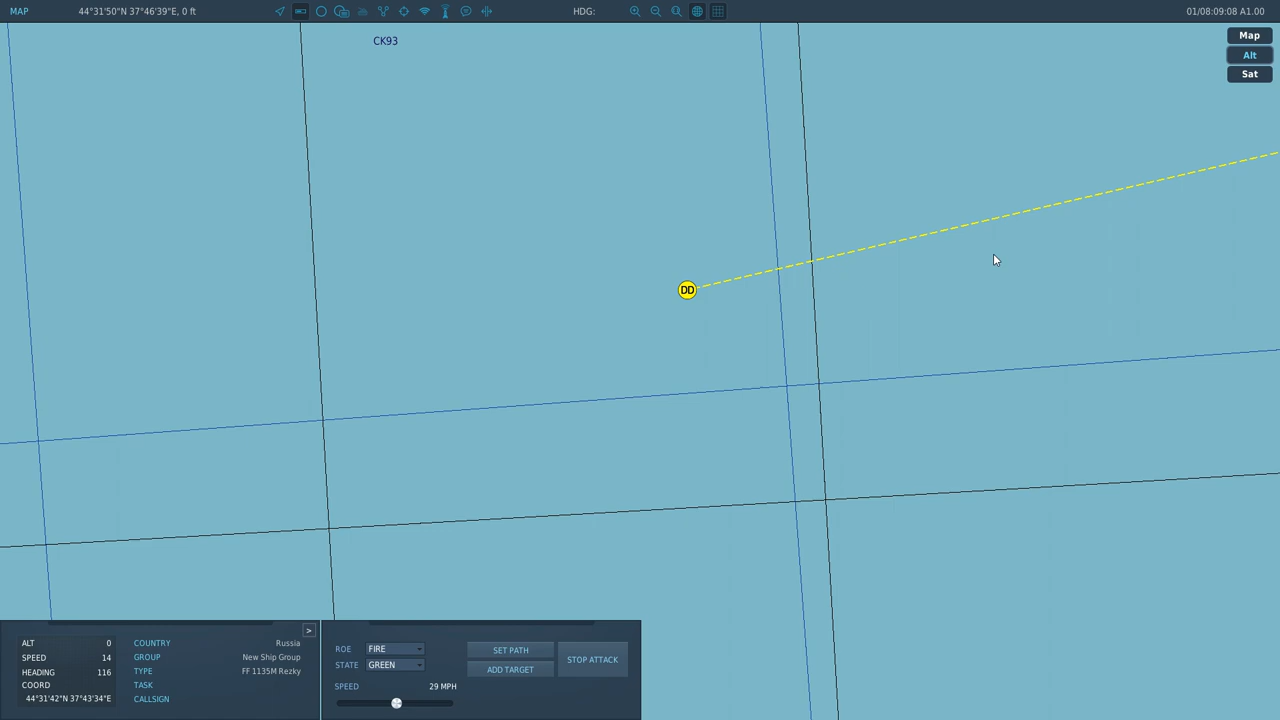 MAP
44°31'50"N 37°46'39"E, 0 ft
HDG:
01/08:09:08 A1.00
Map
Alt
Sat
CK93
DD
>
ALT 0
SPEED 14
HEADING 116
COORD
44°31'42"N 37°43'34"E
COUNTRY Russia
GROUP New Ship Group
TYPE FF 1135M Rezky
TASK
CALLSIGN
ROE FIRE
STATE GREEN
SPEED 29 MPH
SET PATH
ADD TARGET
STOP ATTACK